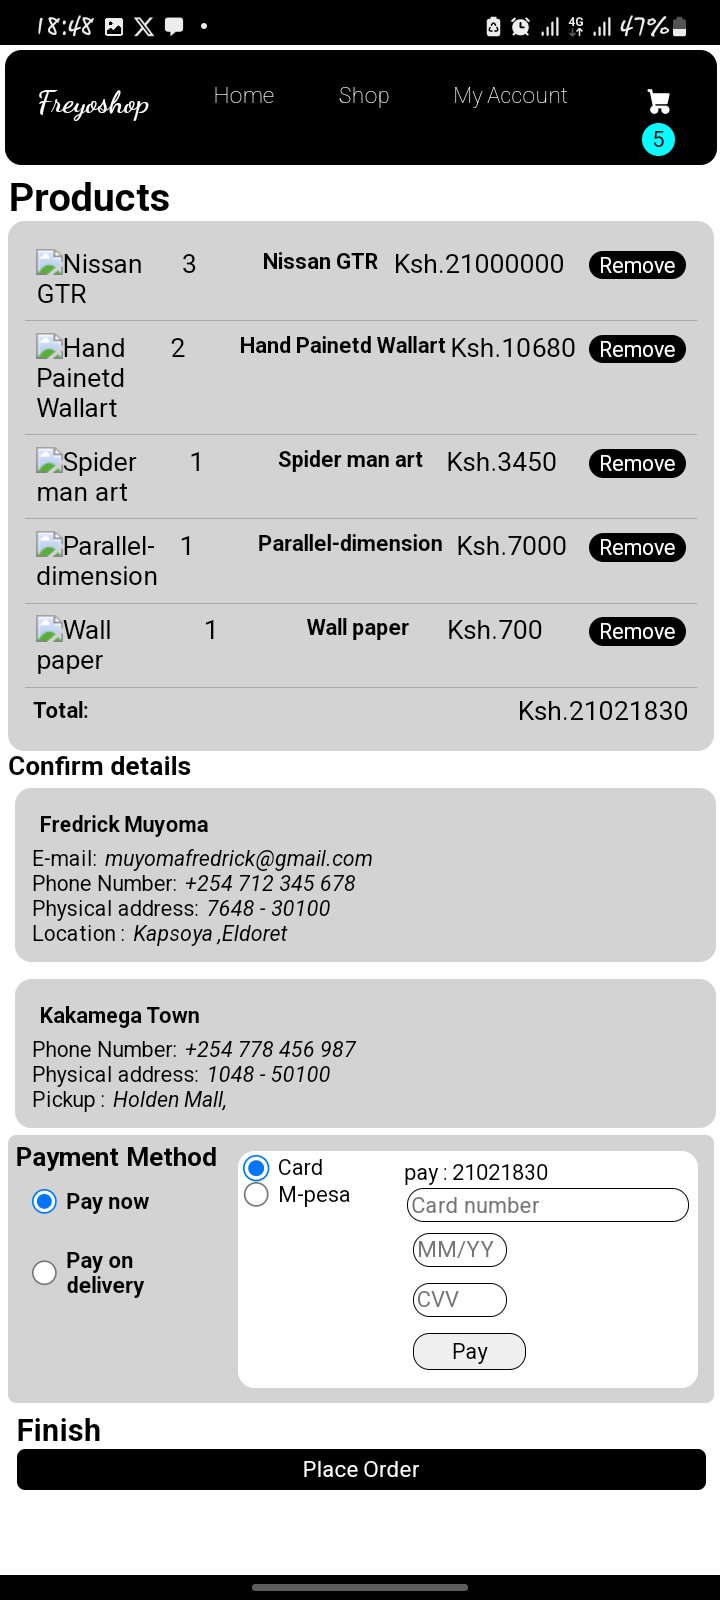 18:48 4G 47%
Freyoshop Home Shop My Account
5
Products
Nissan GTR 3 Nissan GTR Ksh.21000000 Remove
Hand Painetd Wallart 2 Hand Painetd Wallart Ksh.10680 Remove
Spider man art 1 Spider man art Ksh.3450 Remove
Parallel-dimension 1 Parallel-dimension Ksh.7000 Remove
Wall paper 1 Wall paper Ksh.700 Remove
Total: Ksh.21021830
Confirm details
Fredrick Muyoma
E-mail: muyomafredrick@gmail.com
Phone Number: +254 712 345 678
Physical address: 7648 - 30100
Location : Kapsoya ,Eldoret
Kakamega Town
Phone Number: +254 778 456 987
Physical address: 1048 - 50100
Pickup : Holden Mall,
Payment Method
Pay now
Pay on
delivery
Card
M-pesa
pay : 21021830
Card number
MM/YY
CVV
Pay
Finish
Place Order